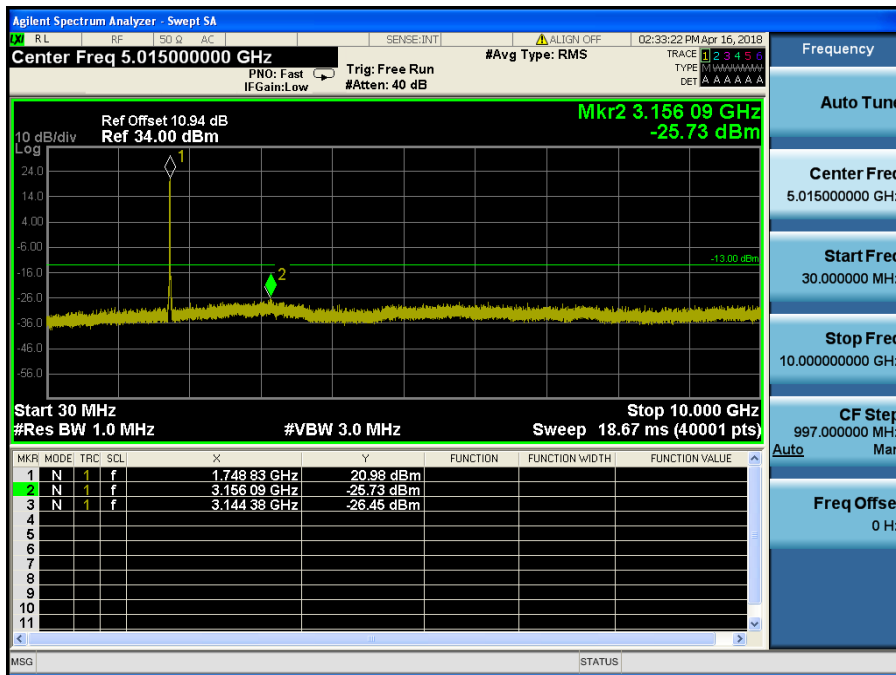 Agilent Spectrum Analyzer - Swept SA
LXI RL RF 50 Ω AC SENSE:INT ALIGN OFF 02:33:22 PM Apr 16, 2018
Center Freq 5.015000000 GHz
PNO: Fast
IFGain:Low
Trig: Free Run
#Atten: 40 dB
#Avg Type: RMS
TRACE 1 2 3 4 5 6
TYPE M WWWWW
DET A A A A A A
Mkr2 3.156 09 GHz
-25.73 dBm
Ref Offset 10.94 dB
10 dB/div Ref 34.00 dBm
Log
1
24.0
14.0
4.00
-6.00
-13.00 dBm
-16.0
2
-26.0
-36.0
-46.0
-56.0
Start 30 MHz Stop 10.000 GHz
#Res BW 1.0 MHz #VBW 3.0 MHz Sweep 18.67 ms (40001 pts)
MKR MODE TRC SCL X Y FUNCTION FUNCTION WIDTH FUNCTION VALUE
1 N 1 f 1.748 83 GHz 20.98 dBm
2 N 1 f 3.156 09 GHz -25.73 dBm
3 N 1 f 3.144 38 GHz -26.45 dBm
4
5
6
7
8
9
10
11
MSG STATUS
Frequency
Auto Tune
Center Freq
5.015000000 GHz
Start Freq
30.000000 MHz
Stop Freq
10.000000000 GHz
CF Step
997.000000 MHz
Auto Man
Freq Offset
0 Hz